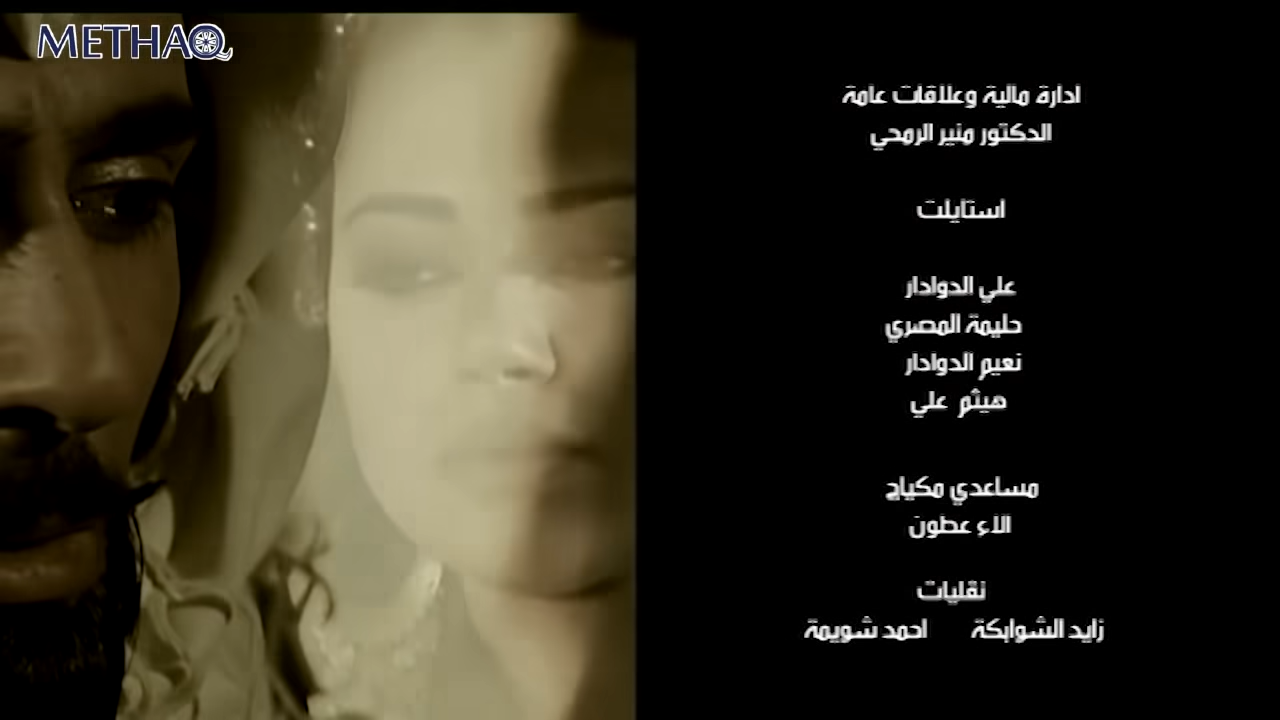 METHAQ
ادارة مالية وعلاقات عامة
الدكتور منير الرمحي
استايلت
علي الدوادار
حليمة المصري
نعيم الدوادار
هيثم علي
مساعدي مكياج
الاء عطون
نقليات
زايد الشوابكة احمد شويمة